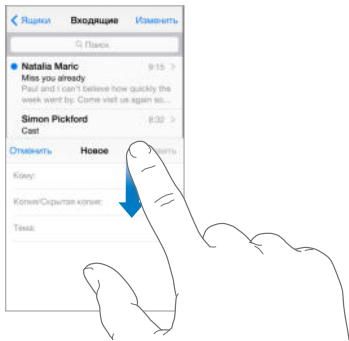 Ящики Входящие Изменить
Поиск
Natalia Maric 9:15
Miss you already
Paul and I can't believe how quickly the
week went by. Come visit us again so...
Simon Pickford 8:32
Cast
Отменить Новое
Кому:
Копия/Скрытая копия:
Тема: